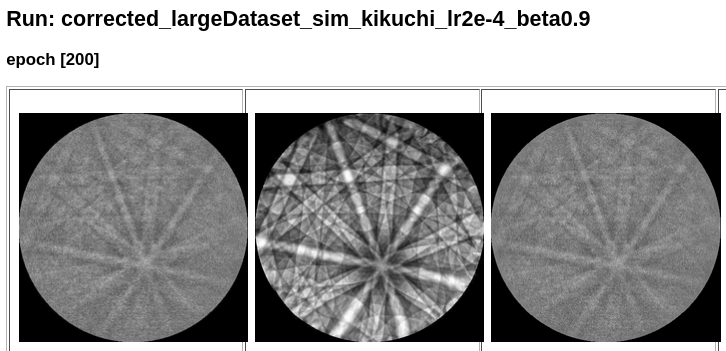 Run: corrected_largeDataset_sim_kikuchi_lr2e-4_beta0.9
epoch [200]